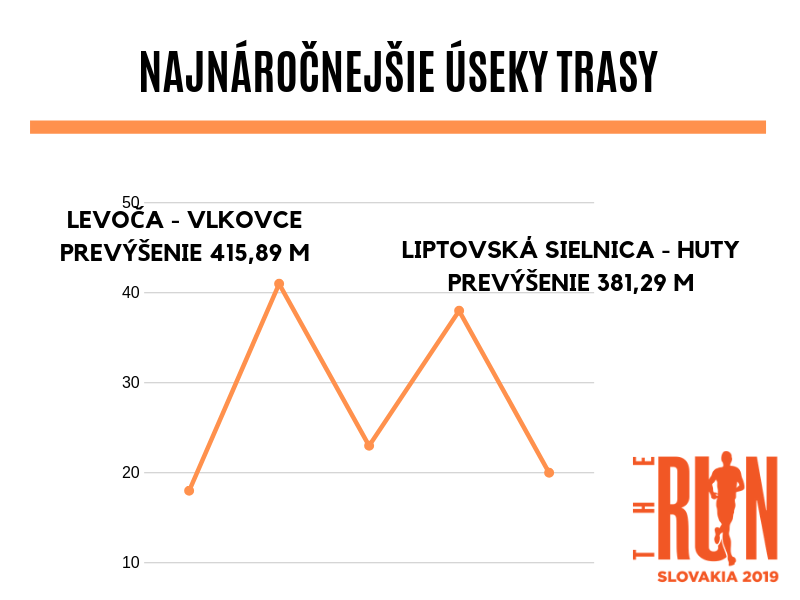 NAJNÁROČNEJŠIE ÚSEKY TRASY
50
LEVOČA - VLKOVCE
PREVÝŠENIE 415,89 M
LIPTOVSKÁ SIELNICA - HUTY
PREVÝŠENIE 381,29 M
40
30
20
10
THE
RUN
SLOVAKIA 2019